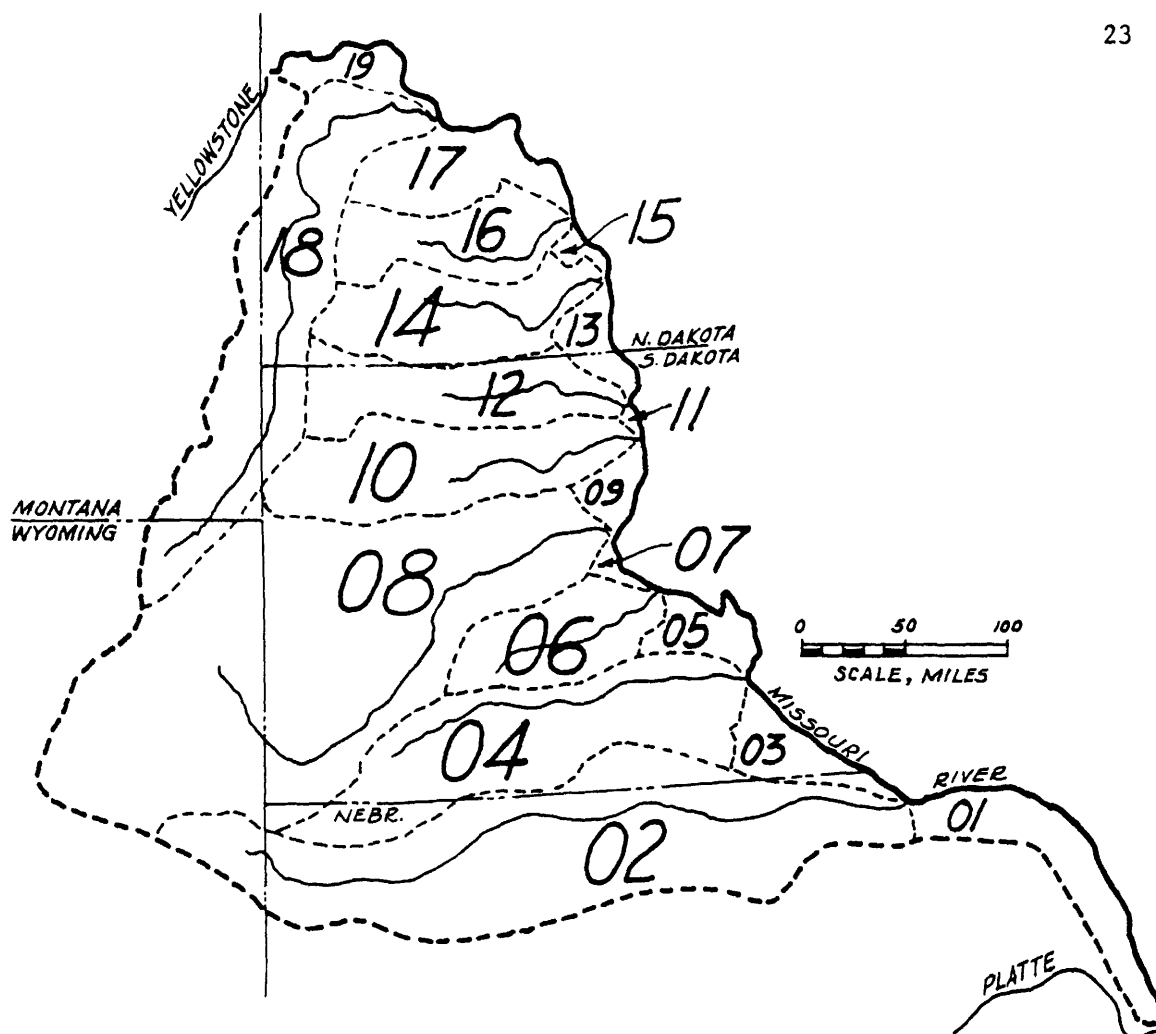 23
19
YELLOWSTONE
17
15
16
18
14
13
N. DAKOTA
S. DAKOTA
12
11
10
09
MONTANA
WYOMING
07
08
06
05
0 50 100
SCALE, MILES
MISSOURI
04
03
RIVER
NEBR.
01
02
PLATTE